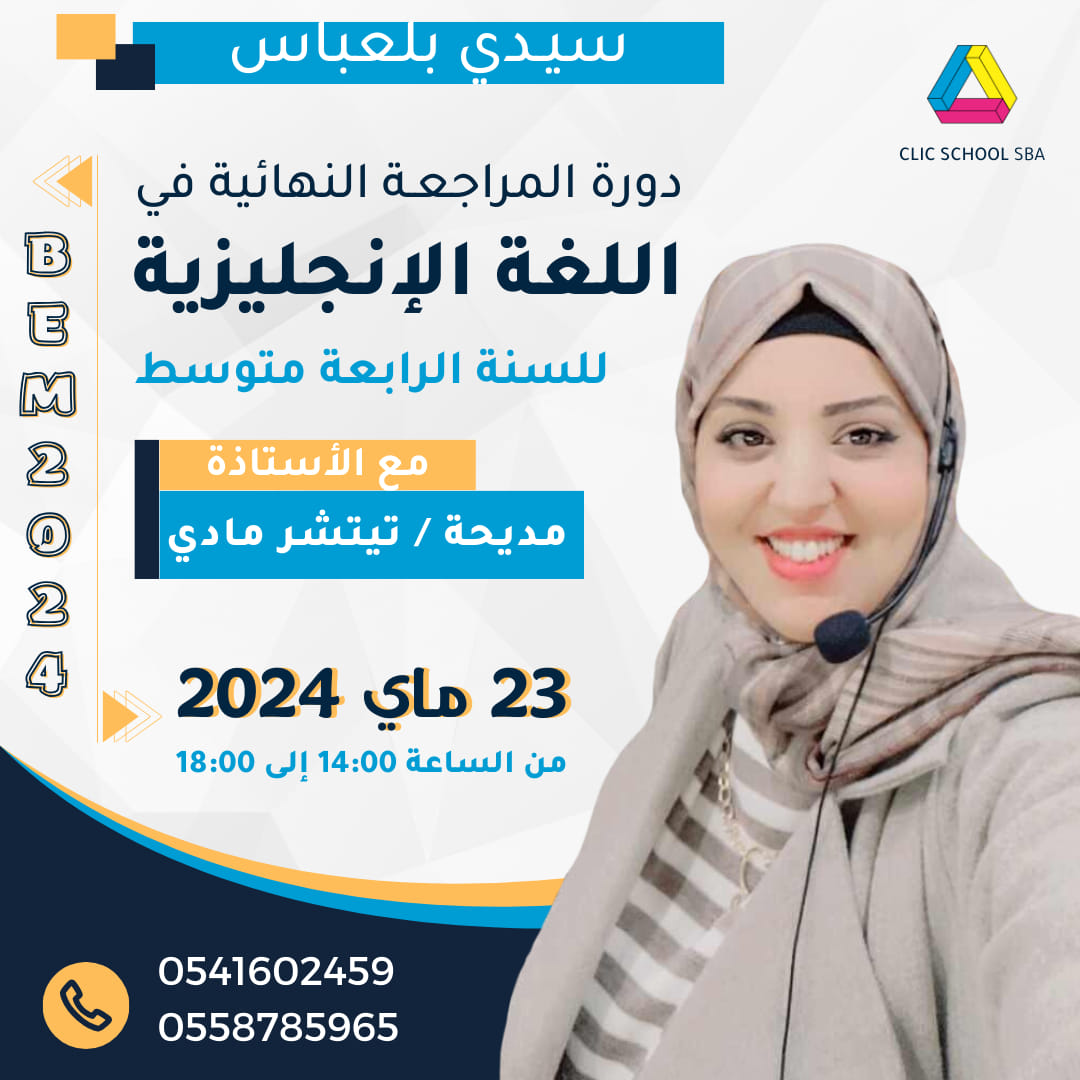 سيدي بلعباس
CLIC SCHOOL SBA
دورة المراجعة النهائية في
اللغة الإنجليزية
للسنة الرابعة متوسط
مع الأستاذة
مديحة / تيتشر مادي
BEM2024
23 ماي 2024
من الساعة 14:00 إلى 18:00
0541602459
0558785965